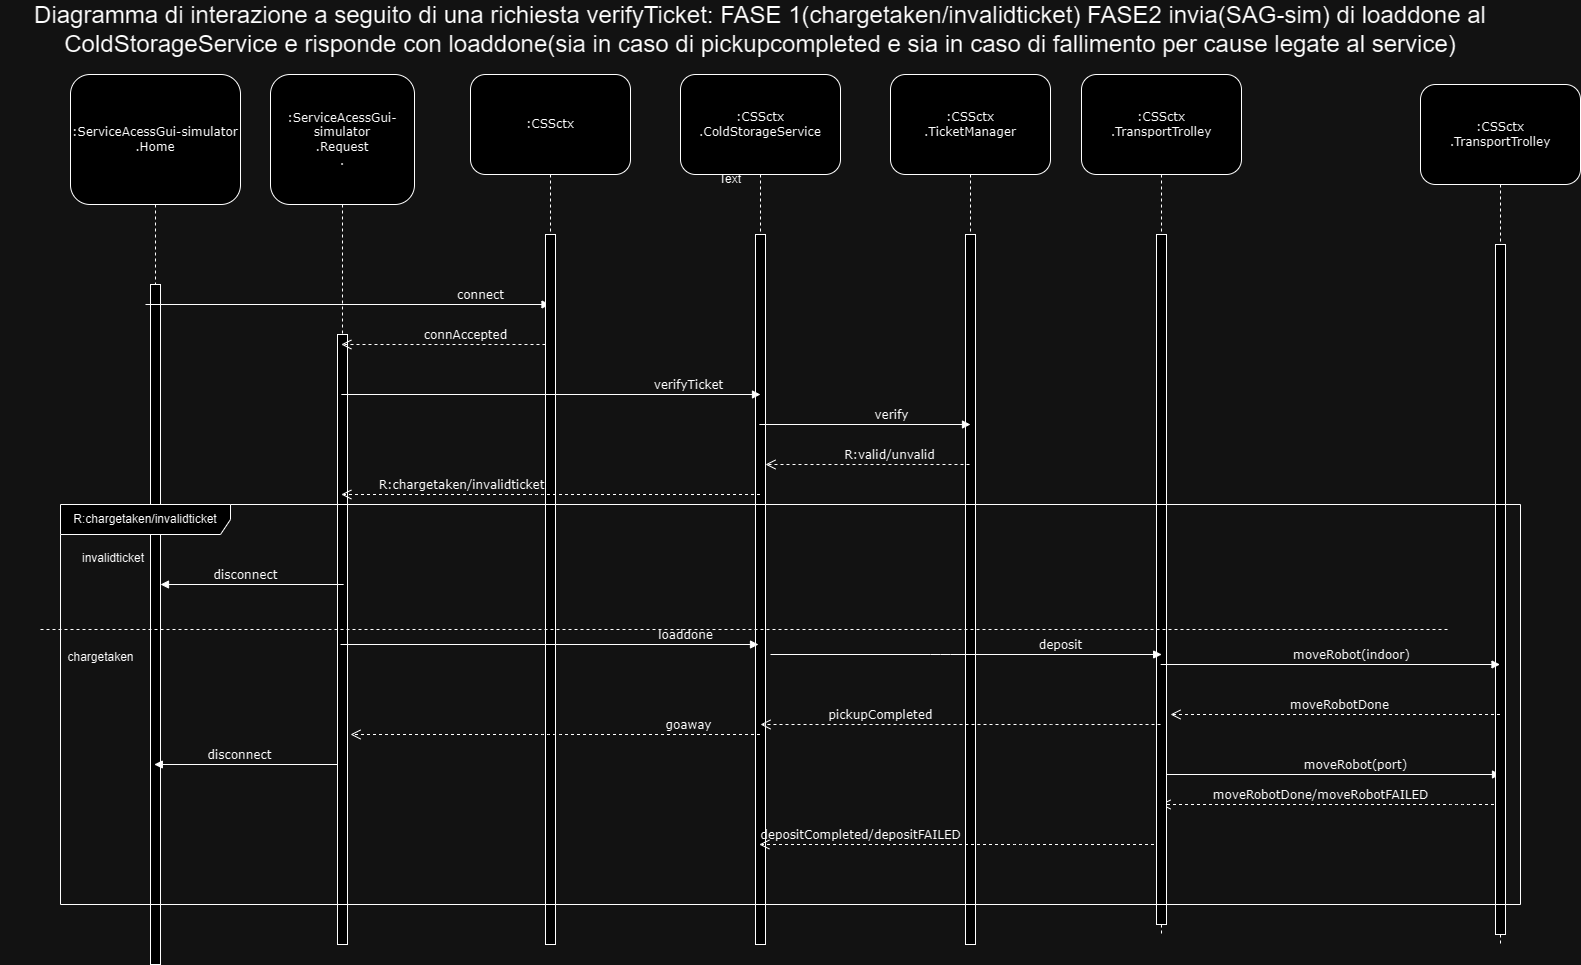 Diagramma di interazione a seguito di una richiesta verifyTicket: FASE 1(chargetaken/invalidticket) FASE2 invia(SAG-sim) di loaddone al
ColdStorageService e risponde con loaddone(sia in caso di pickupcompleted e sia in caso di fallimento per cause legate al service)
:ServiceAcessGui-simulator
.Home
:ServiceAcessGui-
simulator
.Request
.
:CSSctx
:CSSctx
.ColdStorageService
:CSSctx
.TicketManager
:CSSctx
.TransportTrolley
:CSSctx
.TransportTrolley
Text
connect
connAccepted
verifyTicket
verify
R:valid/unvalid
R:chargetaken/invalidticket
R:chargetaken/invalidticket
invalidticket
disconnect
loaddone
deposit
chargetaken
moveRobot(indoor)
moveRobotDone
pickupCompleted
goaway
disconnect
moveRobot(port)
moveRobotDone/moveRobotFAILED
depositCompleted/depositFAILED